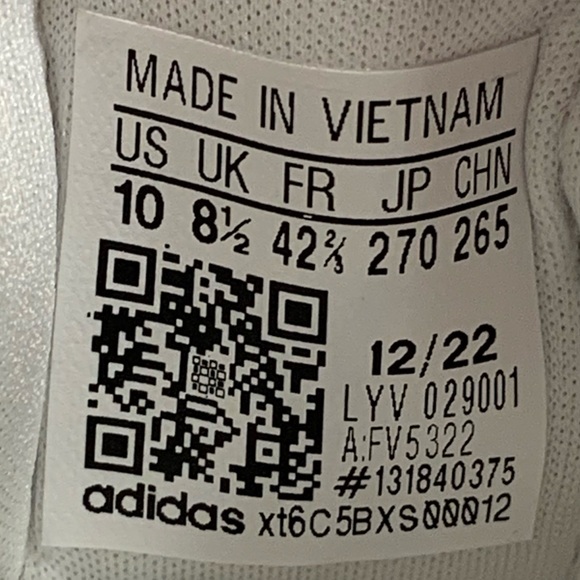 MADE IN VIETNAM
US UK FR JP CHN
10 8½ 42⅔ 270 265
12/22
LYV 029001
A:FV5322
#131840375
adidas xt6C5BXS00012